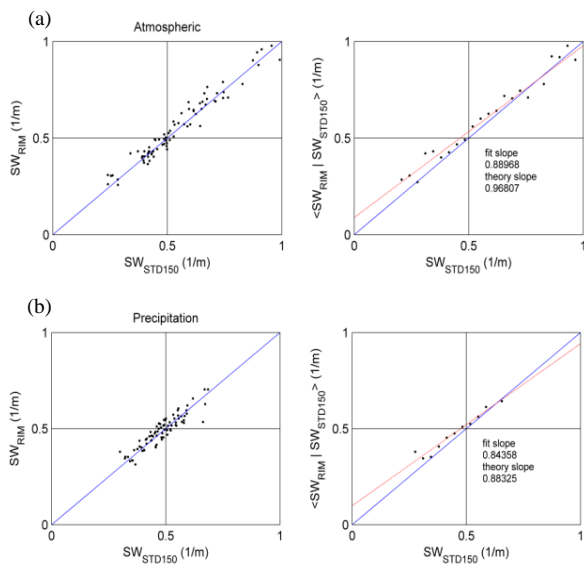 (a)
Atmospheric
1
0.5
0
0
0.5
1
SW_RIM (1/m)
SW_STD150 (1/m)
1
0.5
0
0
0.5
1
<SW_RIM | SW_STD150> (1/m)
fit slope
0.88968
theory slope
0.96807
SW_STD150 (1/m)
(b)
Precipitation
1
0.5
0
0
0.5
1
SW_RIM (1/m)
SW_STD150 (1/m)
1
0.5
0
0
0.5
1
<SW_RIM | SW_STD150> (1/m)
fit slope
0.84358
theory slope
0.88325
SW_STD150 (1/m)